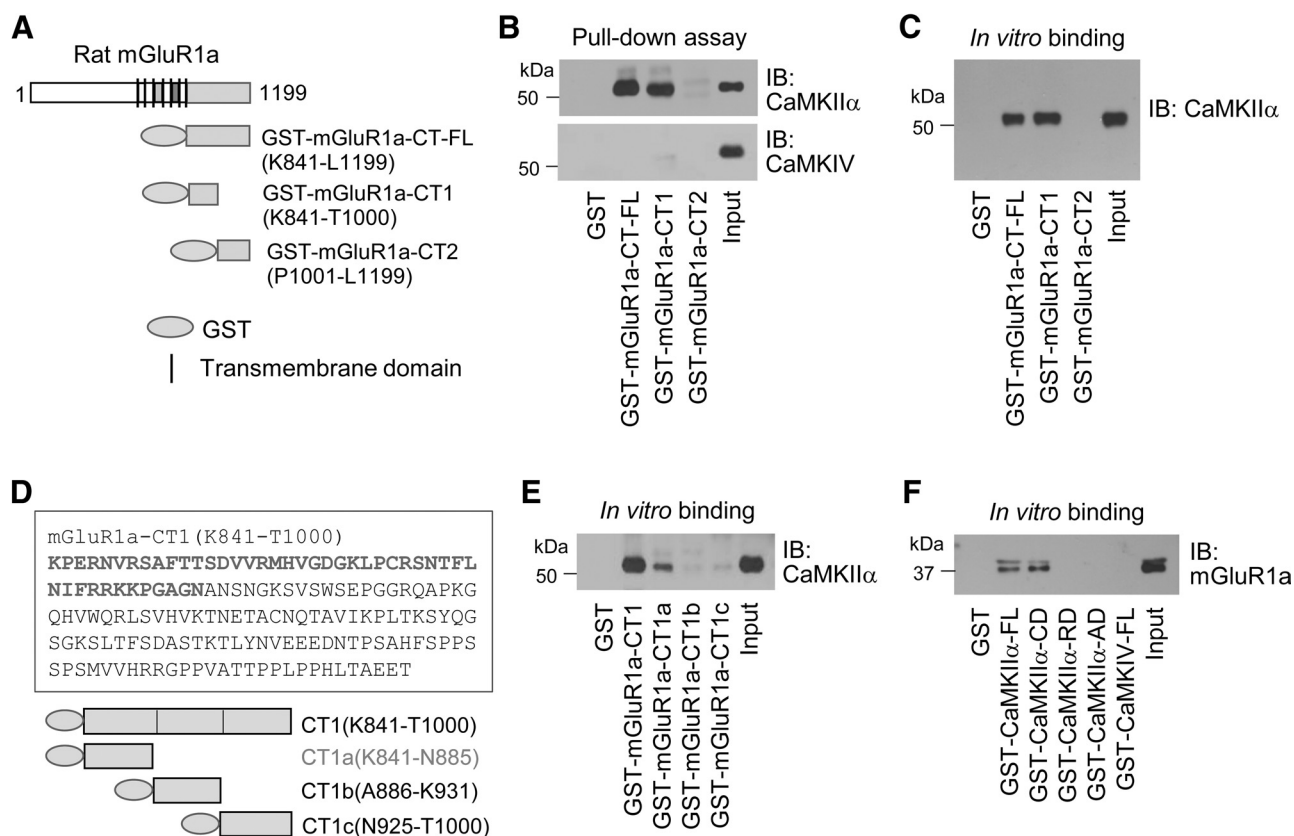 A
Rat mGluR1a
1
1199
GST-mGluR1a-CT-FL
(K841-L1199)
GST-mGluR1a-CT1
(K841-T1000)
GST-mGluR1a-CT2
(P1001-L1199)
GST
Transmembrane domain
B
Pull-down assay
kDa
50
IB:
CaMKIIα
50
IB:
CaMKIV
GST
GST-mGluR1a-CT-FL
GST-mGluR1a-CT1
GST-mGluR1a-CT2
Input
C
In vitro binding
kDa
50
IB: CaMKIIα
GST
GST-mGluR1a-CT-FL
GST-mGluR1a-CT1
GST-mGluR1a-CT2
Input
D
mGluR1a-CT1(K841-T1000)
KPERNVRSAFTTSDVVRMHVGDGKLPCRSNTFL
NIFRRKKPGAGNANSNGKSVSWSEPGGRQAPKG
QHVWQRLSVHVKTNETACNQTAVIKPLTKSYQG
SGKSLTFSDASTKTLYNVEEEDNTPSAHFSPPS
SPSMVVHRRGPPVATTPPLPPHLTAEET
CT1(K841-T1000)
CT1a(K841-N885)
CT1b(A886-K931)
CT1c(N925-T1000)
E
In vitro binding
kDa
50
IB:
CaMKIIα
GST
GST-mGluR1a-CT1
GST-mGluR1a-CT1a
GST-mGluR1a-CT1b
GST-mGluR1a-CT1c
Input
F
In vitro binding
kDa
37
IB:
mGluR1a
GST
GST-CaMKIIα-FL
GST-CaMKIIα-CD
GST-CaMKIIα-RD
GST-CaMKIIα-AD
GST-CaMKIV-FL
Input